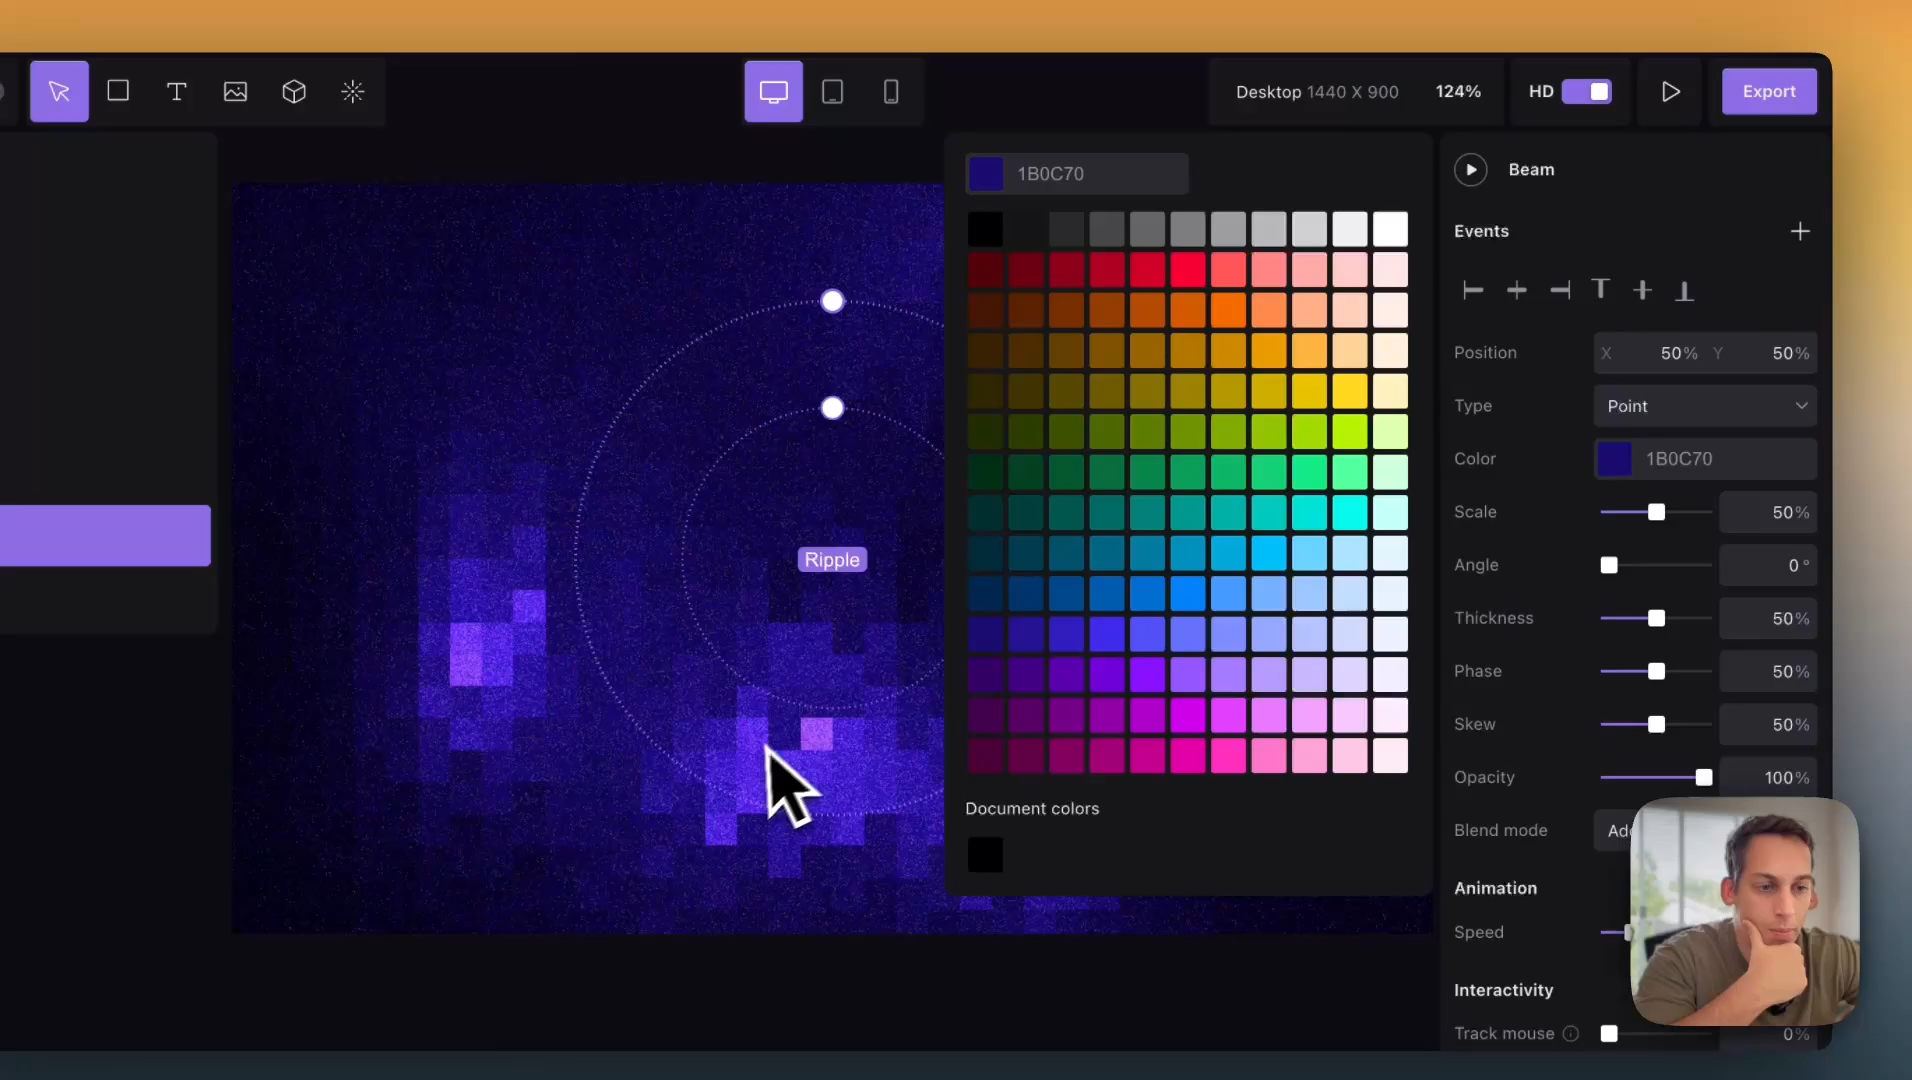 Desktop 1440 X 900 124% HD Export
1B0C70
Beam
Events
Position X 50% Y 50%
Type Point
Color 1B0C70
Scale 50%
Angle 0°
Ripple
Thickness 50%
Phase 50%
Skew 50%
Opacity 100%
Document colors
Blend mode
Animation
Speed
Interactivity
Track mouse 0%